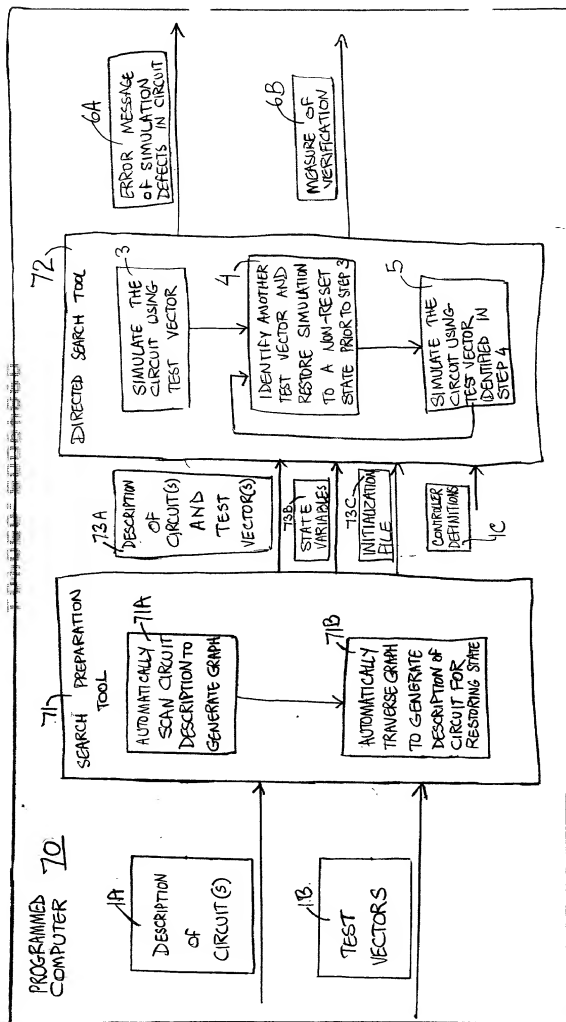 PROGRAMMED
COMPUTER
70
1A
DESCRIPTION
OF
CIRCUIT(S)
1B
TEST
VECTORS
71
SEARCH PREPARATION
TOOL
71A
AUTOMATICALLY
SCAN CIRCUIT
DESCRIPTION TO
GENERATE GRAPH
71B
AUTOMATICALLY
TRAVERSE GRAPH
TO GENERATE
DESCRIPTION OF
CIRCUIT FOR
RESTORING STATE
73A
DESCRIPTION
OF
CIRCUIT(S)
AND
TEST
VECTOR(S)
73B
STATE
VARIABLES
73C
INITIALIZATION
FILE
CONTROLLER
DEFINITIONS
4C
DIRECTED SEARCH TOOL
72
3
SIMULATE THE
CIRCUIT USING
TEST VECTOR
4
IDENTIFY ANOTHER
TEST VECTOR AND
RESTORE SIMULATION
TO A NON-RESET
STATE PRIOR TO STEP 3
5
SIMULATE THE
CIRCUIT USING
TEST VECTOR
IDENTIFIED IN
STEP 4
6A
ERROR MESSAGE
OF SIMULATION
DEFECTS IN CIRCUIT
6B
MEASURE OF
VERIFICATION